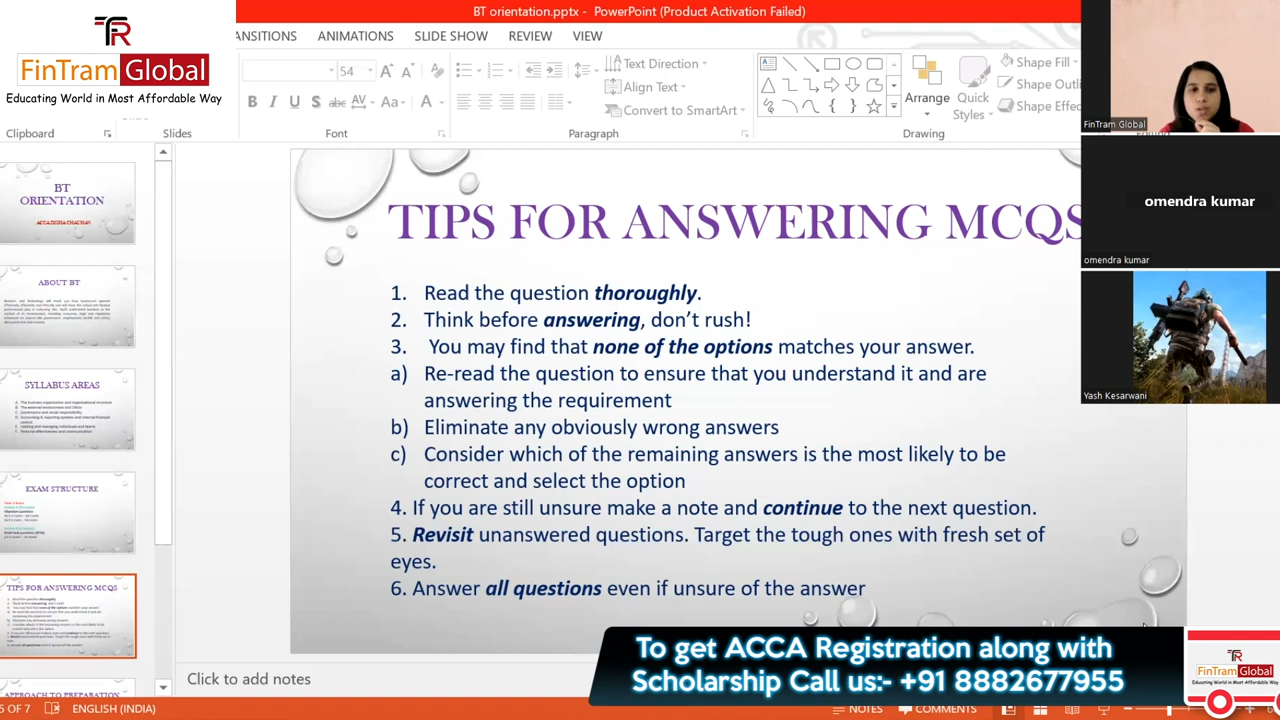 BT orientation.pptx - PowerPoint (Product Activation Failed)
FR
FinTram Global
Educating World in Most Affordable Way
ANSITIONS ANIMATIONS SLIDE SHOW REVIEW VIEW
54
Text Direction
Align Text
Convert to SmartArt
Arrange
Quick
Styles
Shape Fill
Shape Outli
Shape Effec
Clipboard Slides Font Paragraph Drawing
FinTram Global
omendra kumar
omendra kumar
Yash Kesarwani
BT
ORIENTATION
ABOUT BT
SYLLABUS AREAS
EXAM STRUCTURE
TIPS FOR ANSWERING MCQS
APPROACH TO PREPARATION
TIPS FOR ANSWERING MCQS
1. Read the question thoroughly.
2. Think before answering, don't rush!
3. You may find that none of the options matches your answer.
a) Re-read the question to ensure that you understand it and are
answering the requirement
b) Eliminate any obviously wrong answers
c) Consider which of the remaining answers is the most likely to be
correct and select the option
4. If you are still unsure make a note and continue to the next question.
5. Revisit unanswered questions. Target the tough ones with fresh set of
eyes.
6. Answer all questions even if unsure of the answer
To get ACCA Registration along with
Scholarship Call us:- +91 8882677955
FR
FinTram Global
Educating World in Most Affordable Way
Click to add notes
5 OF 7 ENGLISH (INDIA) NOTES COMMENTS